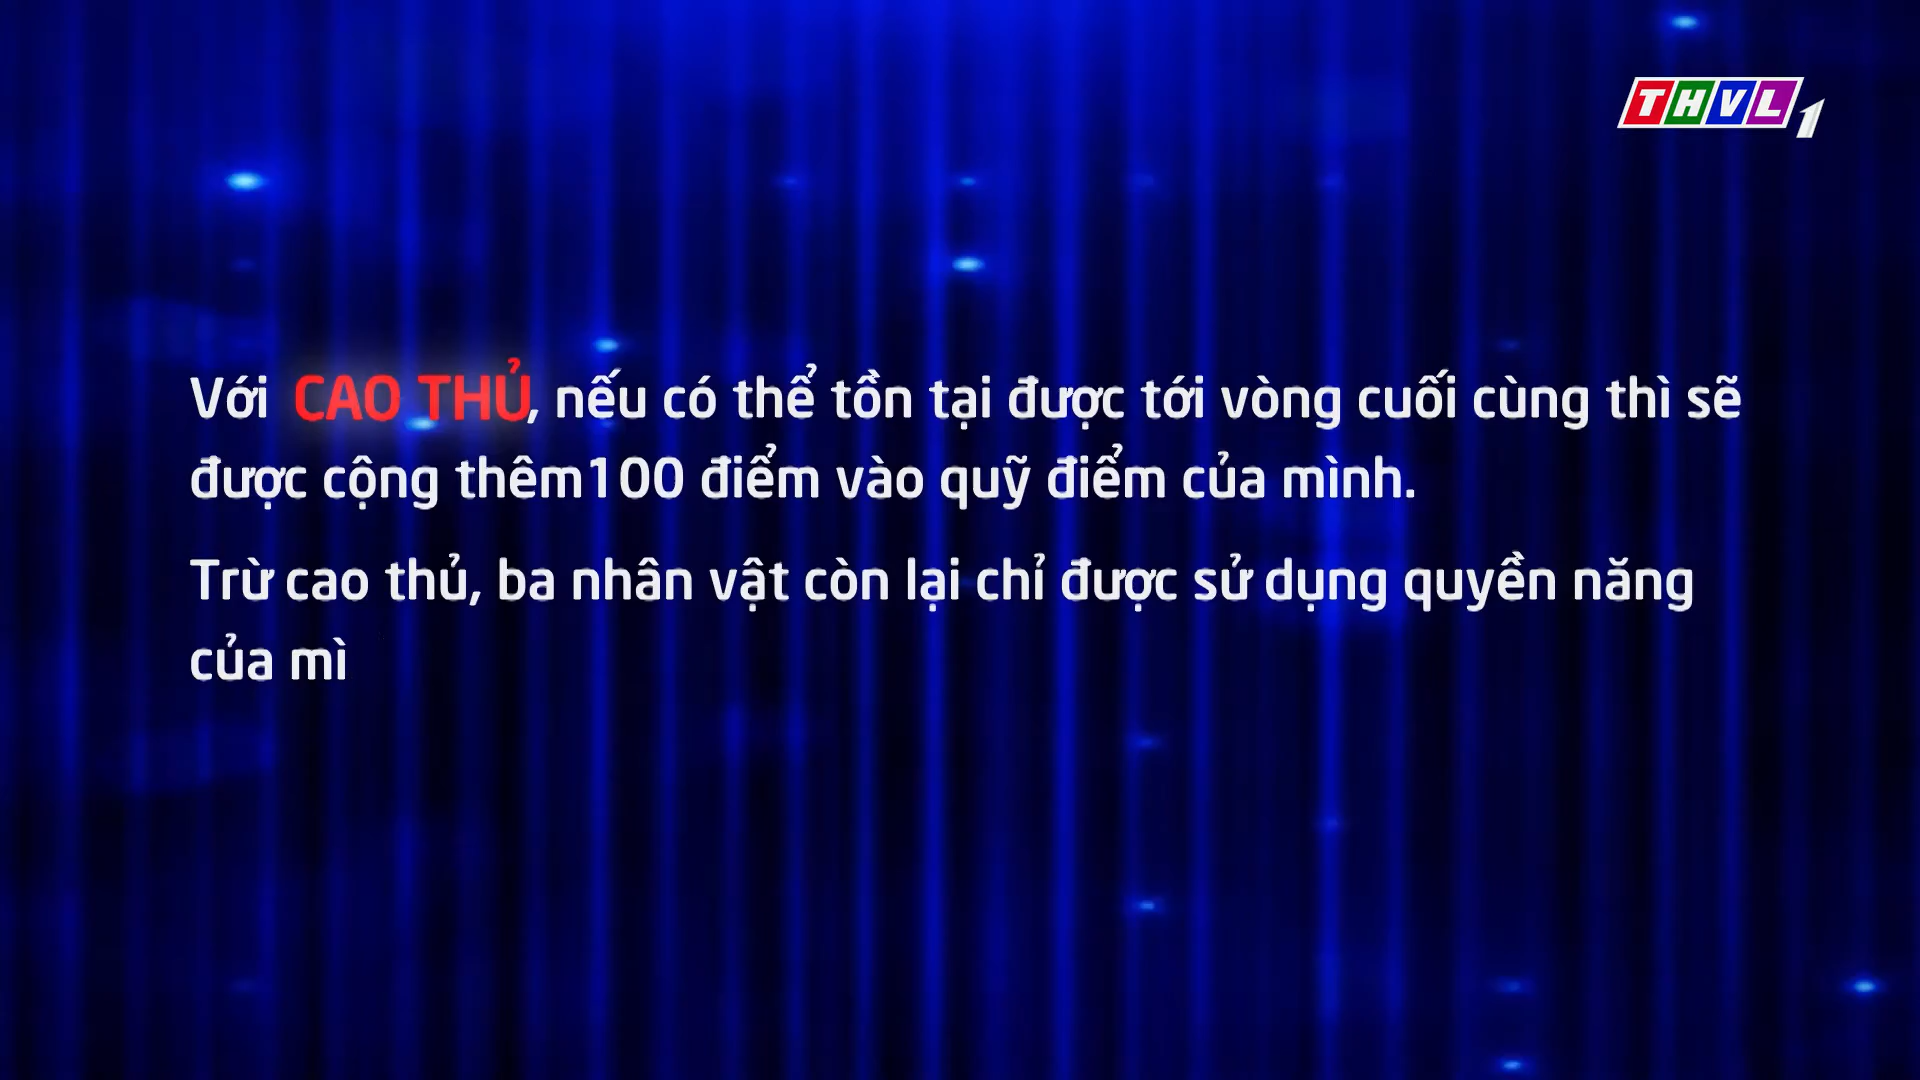 THVL1
Với CAO THỦ, nếu có thể tồn tại được tới vòng cuối cùng thì sẽ
được cộng thêm100 điểm vào quỹ điểm của mình.
Trừ cao thủ, ba nhân vật còn lại chỉ được sử dụng quyền năng
của mì